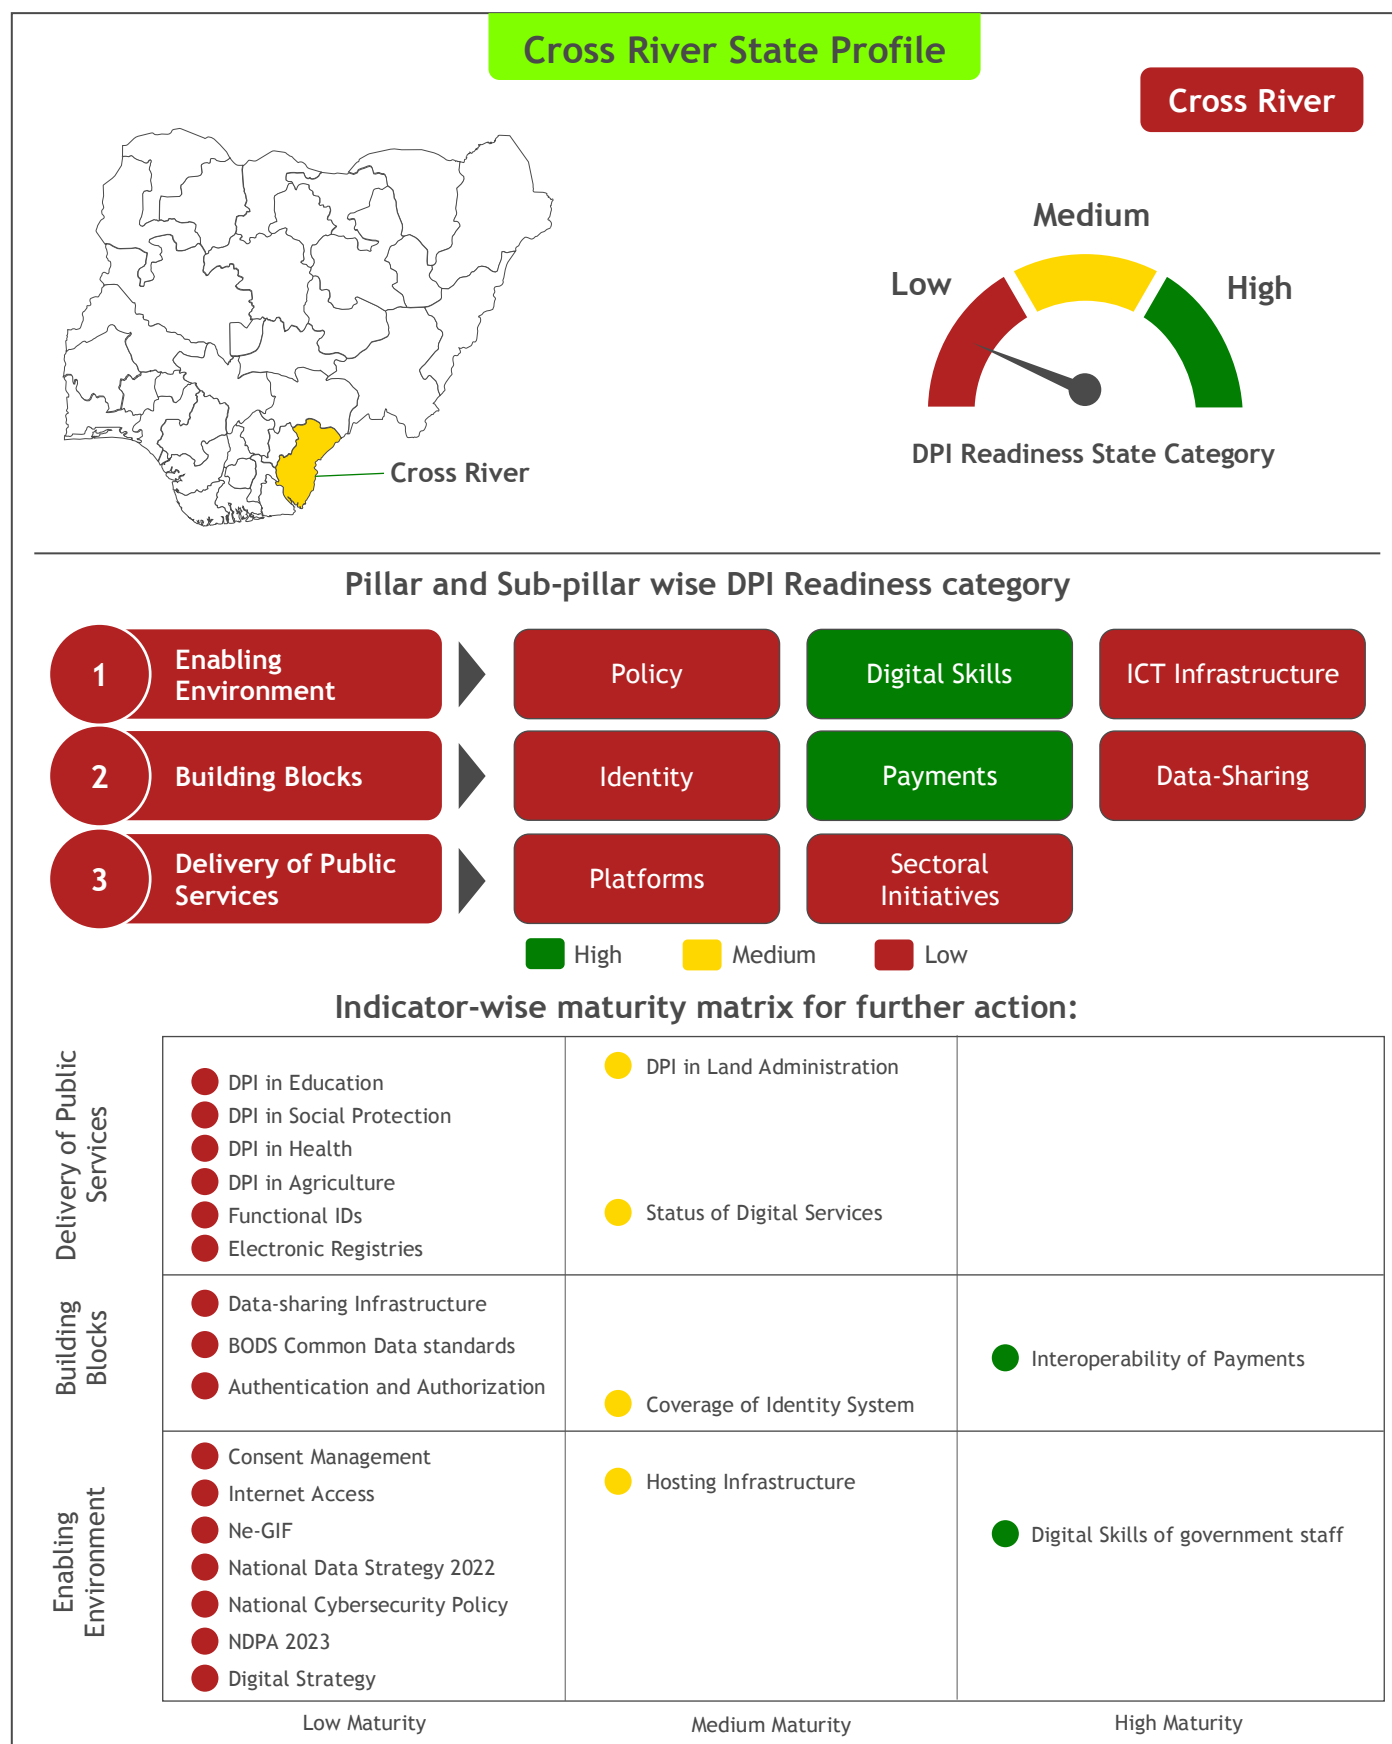 Cross River State Profile
Cross River
Medium
Low
High
DPI Readiness State Category
Cross River
Pillar and Sub-pillar wise DPI Readiness category
1
Enabling
Environment
Policy
Digital Skills
ICT Infrastructure
2
Building Blocks
Identity
Payments
Data-Sharing
3
Delivery of Public
Services
Platforms
Sectoral
Initiatives
High
Medium
Low
Indicator-wise maturity matrix for further action:
Delivery of Public
Services
DPI in Education
DPI in Social Protection
DPI in Health
DPI in Agriculture
Functional IDs
Electronic Registries
DPI in Land Administration
Status of Digital Services
Building
Blocks
Data-sharing Infrastructure
BODS Common Data standards
Authentication and Authorization
Coverage of Identity System
Interoperability of Payments
Enabling
Environment
Consent Management
Internet Access
Ne-GIF
National Data Strategy 2022
National Cybersecurity Policy
NDPA 2023
Digital Strategy
Hosting Infrastructure
Digital Skills of government staff
Low Maturity
Medium Maturity
High Maturity